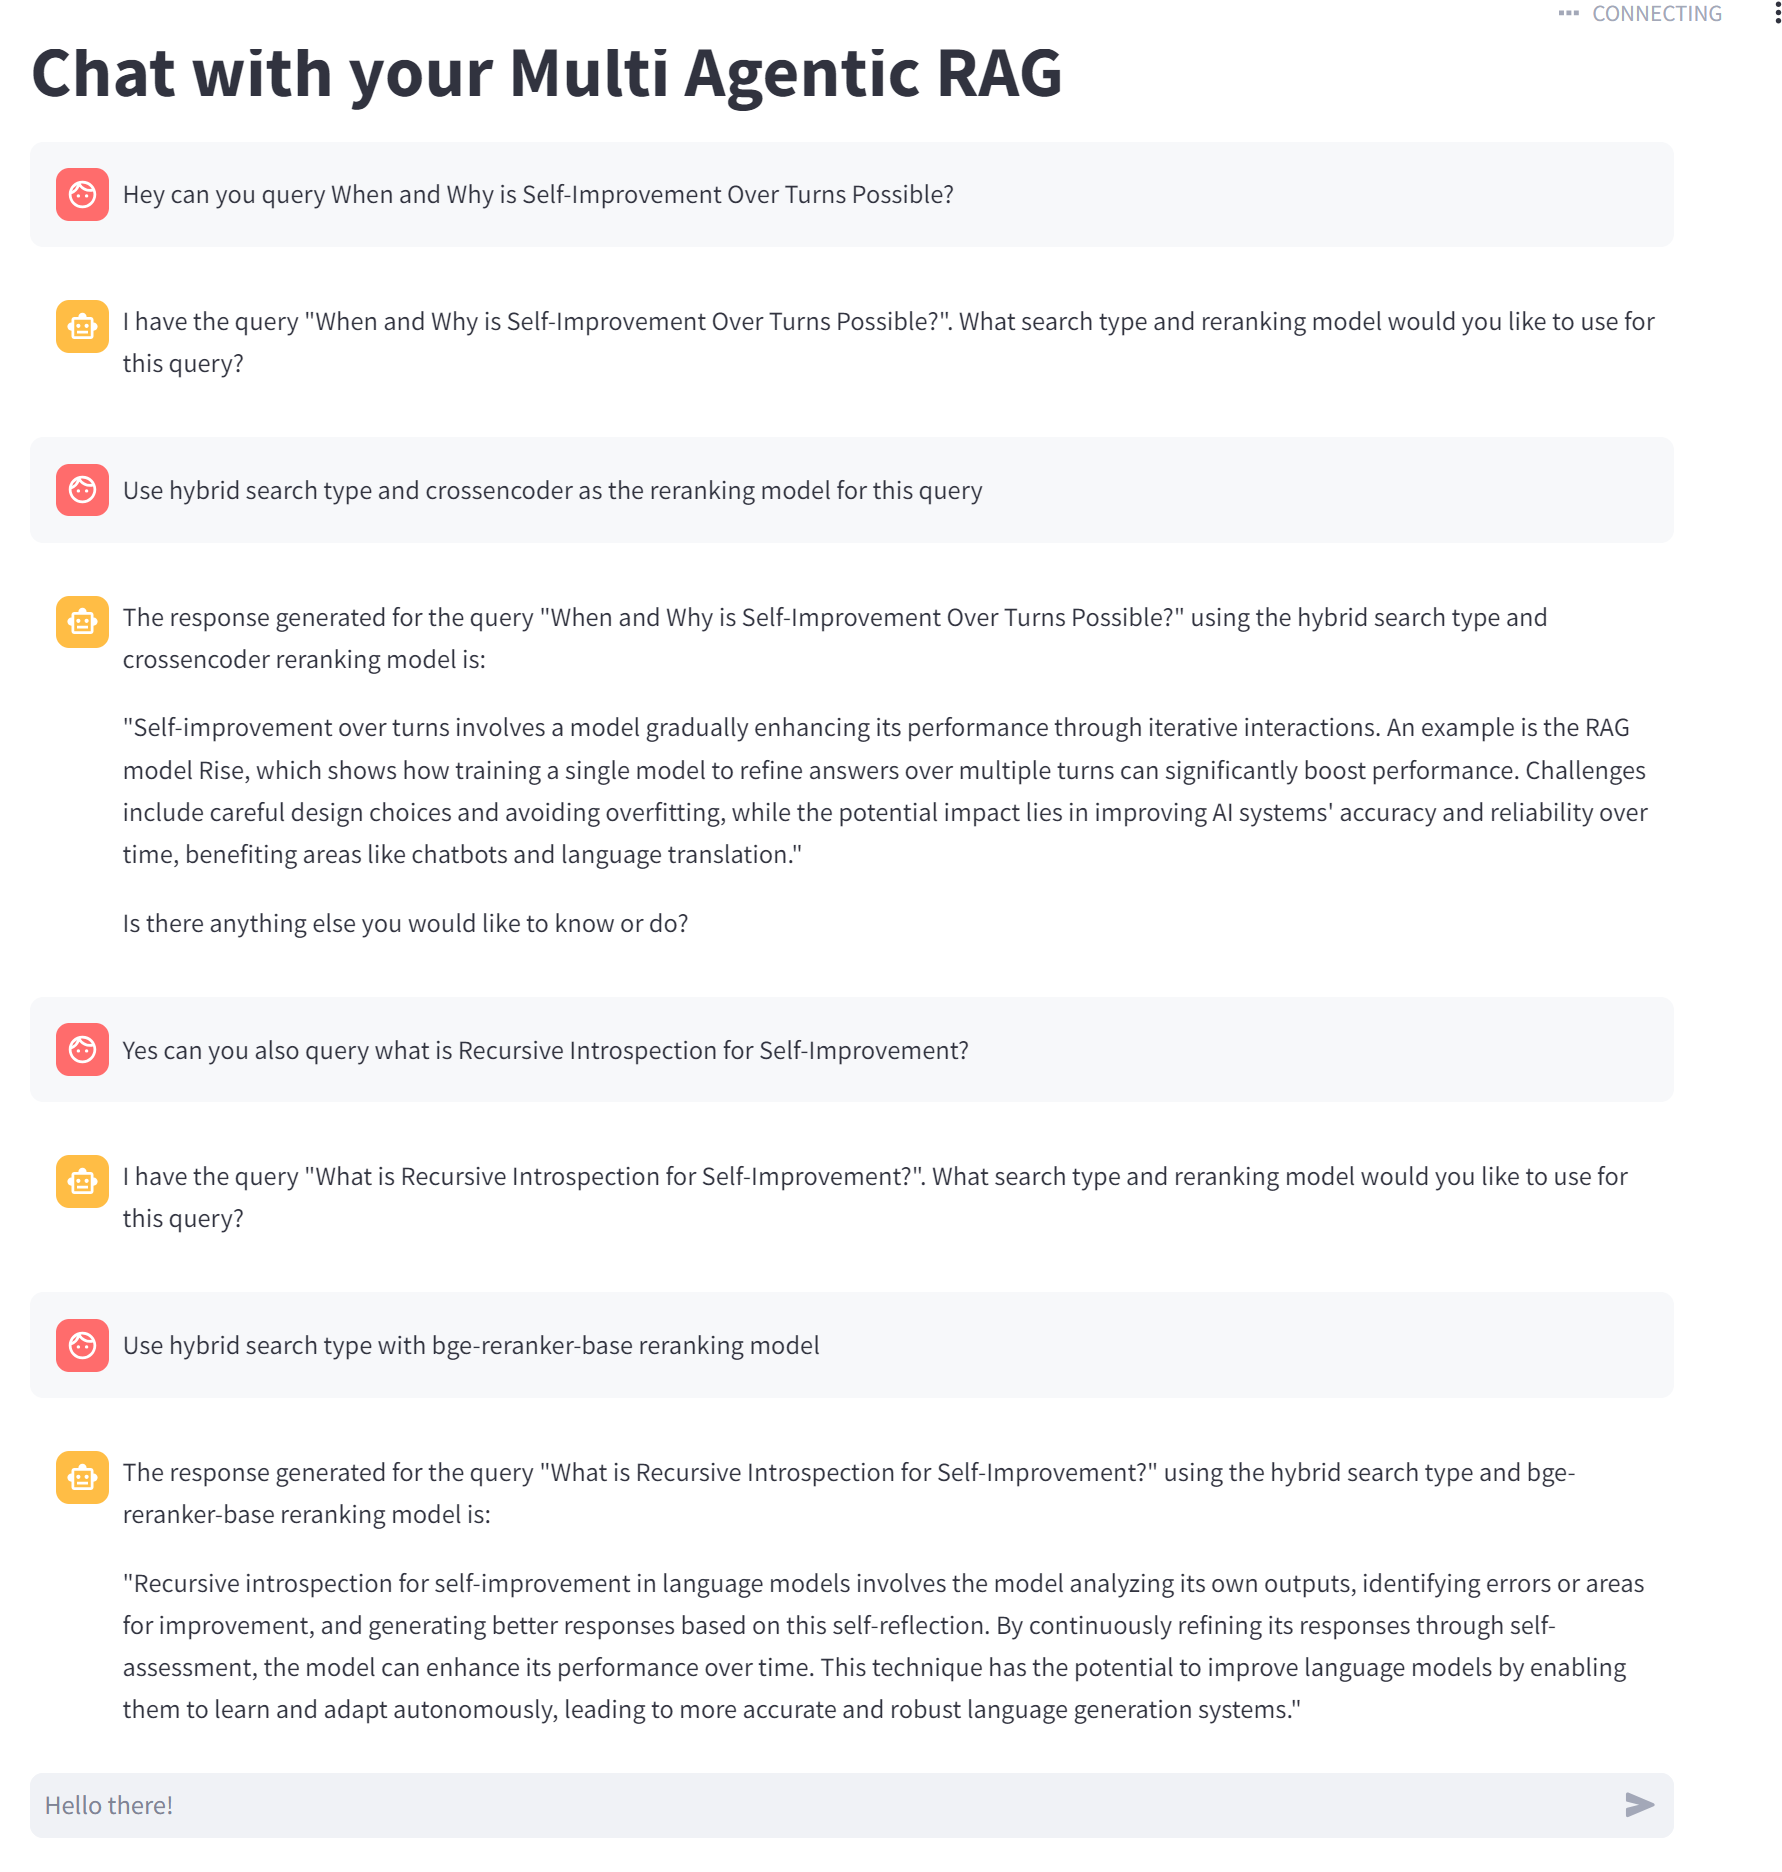 CONNECTING
Chat with your Multi Agentic RAG
Hey can you query When and Why is Self-Improvement Over Turns Possible?
I have the query "When and Why is Self-Improvement Over Turns Possible?". What search type and reranking model would you like to use for
this query?
Use hybrid search type and crossencoder as the reranking model for this query
The response generated for the query "When and Why is Self-Improvement Over Turns Possible?" using the hybrid search type and
crossencoder reranking model is:
"Self-improvement over turns involves a model gradually enhancing its performance through iterative interactions. An example is the RAG
model Rise, which shows how training a single model to refine answers over multiple turns can significantly boost performance. Challenges
include careful design choices and avoiding overfitting, while the potential impact lies in improving AI systems' accuracy and reliability over
time, benefiting areas like chatbots and language translation."
Is there anything else you would like to know or do?
Yes can you also query what is Recursive Introspection for Self-Improvement?
I have the query "What is Recursive Introspection for Self-Improvement?". What search type and reranking model would you like to use for
this query?
Use hybrid search type with bge-reranker-base reranking model
The response generated for the query "What is Recursive Introspection for Self-Improvement?" using the hybrid search type and bge-
reranker-base reranking model is:
"Recursive introspection for self-improvement in language models involves the model analyzing its own outputs, identifying errors or areas
for improvement, and generating better responses based on this self-reflection. By continuously refining its responses through self-
assessment, the model can enhance its performance over time. This technique has the potential to improve language models by enabling
them to learn and adapt autonomously, leading to more accurate and robust language generation systems."
Hello there!